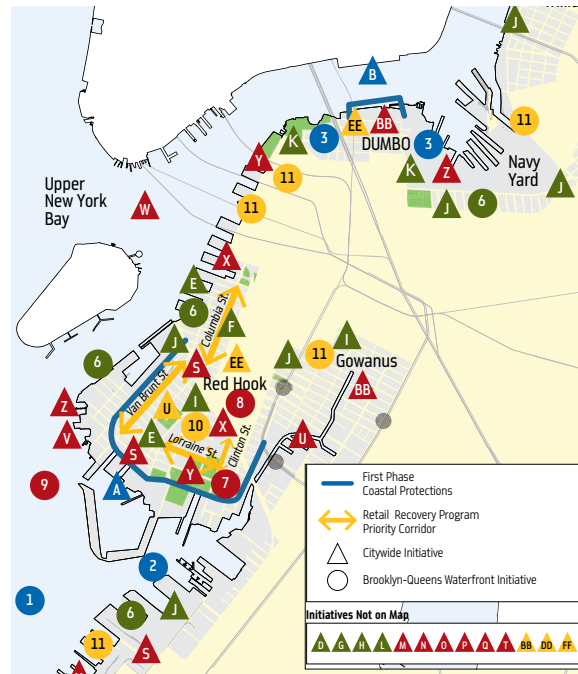 J
B
11
EE
BB
K
3
DUMBO
3
Y
11
K
Z
Navy
Yard
J
6
J
Upper
New York
Bay
W
11
X
E
6
Columbia St.
F
J
I
6
S
EE
J
11
Gowanus
Red Hook
BB
Van Brunt St.
U
I
8
Z
10
X
V
E
Lorraine St.
Clinton St.
U
S
Y
7
9
A
2
1
6
J
11
S
First Phase
Coastal Protections
Retail Recovery Program
Priority Corridor
Citywide Initiative
Brooklyn-Queens Waterfront Initiative
Initiatives Not on Map
D G H L M N O P Q T BB DD FF